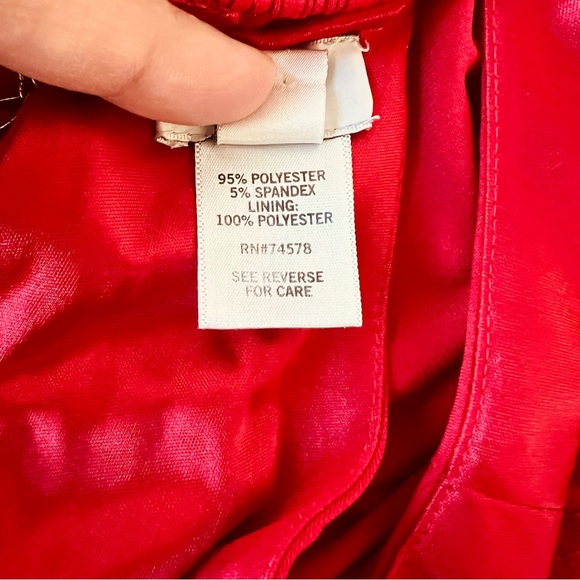 95% POLYESTER
5% SPANDEX
LINING:
100% POLYESTER
RN#74578
SEE REVERSE
FOR CARE